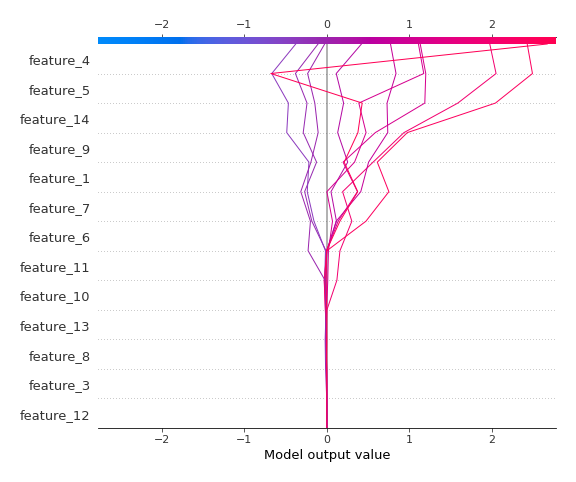 −2 −1 0 1 2
feature_4
feature_5
feature_14
feature_9
feature_1
feature_7
feature_6
feature_11
feature_10
feature_13
feature_8
feature_3
feature_12
−2 −1 0 1 2
Model output value